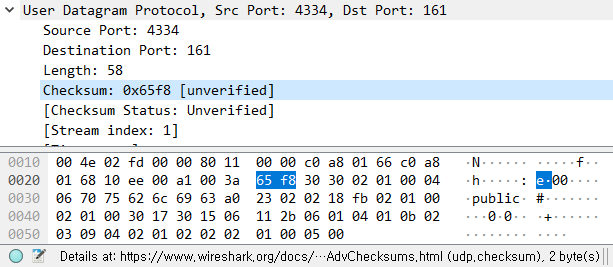 User Datagram Protocol, Src Port: 4334, Dst Port: 161
Source Port: 4334
Destination Port: 161
Length: 58
Checksum: 0x65f8 [unverified]
[Checksum Status: Unverified]
[Stream index: 1]
0010 00 4e 02 fd 00 00 80 11 00 00 c0 a8 01 66 c0 a8 ·N······ ·····f··
0020 01 68 10 ee 00 a1 00 3a 65 f8 30 30 02 01 00 04 ·h·····: e·00····
0030 06 70 75 62 6c 69 63 a0 23 02 02 18 fb 02 01 00 ·public· #·······
0040 02 01 00 30 17 30 15 06 11 2b 06 01 04 01 0b 02 ···0·0·· ·+······
0050 03 09 04 02 01 02 02 02 01 00 05 00 ········ ····
Details at: https://www.wireshark.org/docs/⋯AdvChecksums.html (udp.checksum), 2 byte(s)